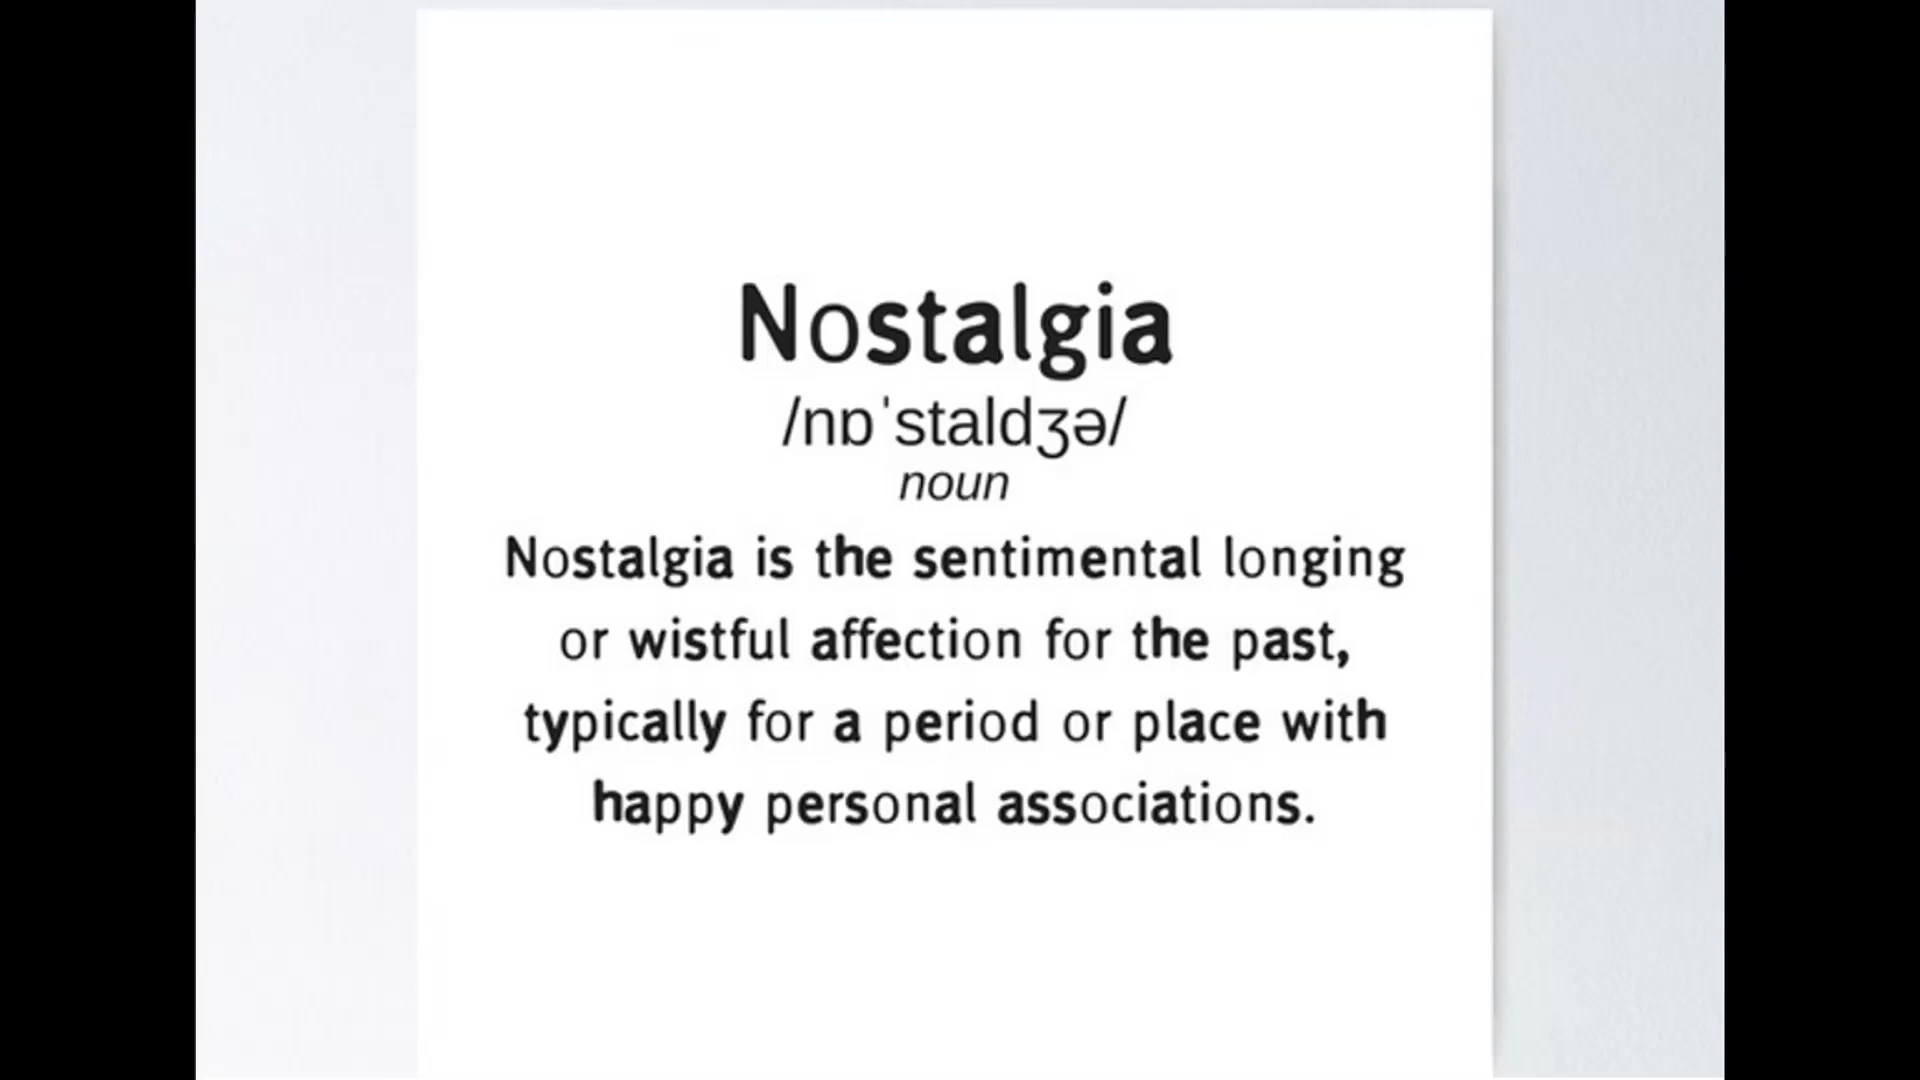 Nostalgia
/nɒˈstaldʒə/
noun
Nostalgia is the sentimental longing
or wistful affection for the past,
typically for a period or place with
happy personal associations.